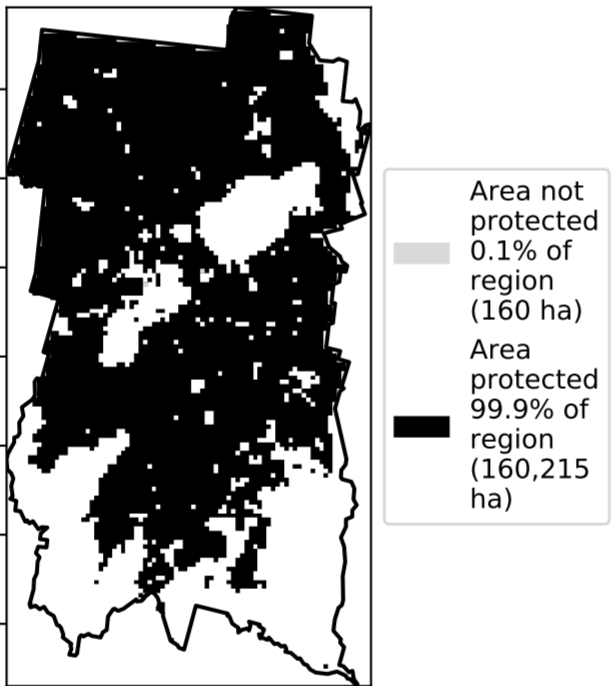 Area not
protected
0.1% of
region
(160 ha)
Area
protected
99.9% of
region
(160,215
ha)